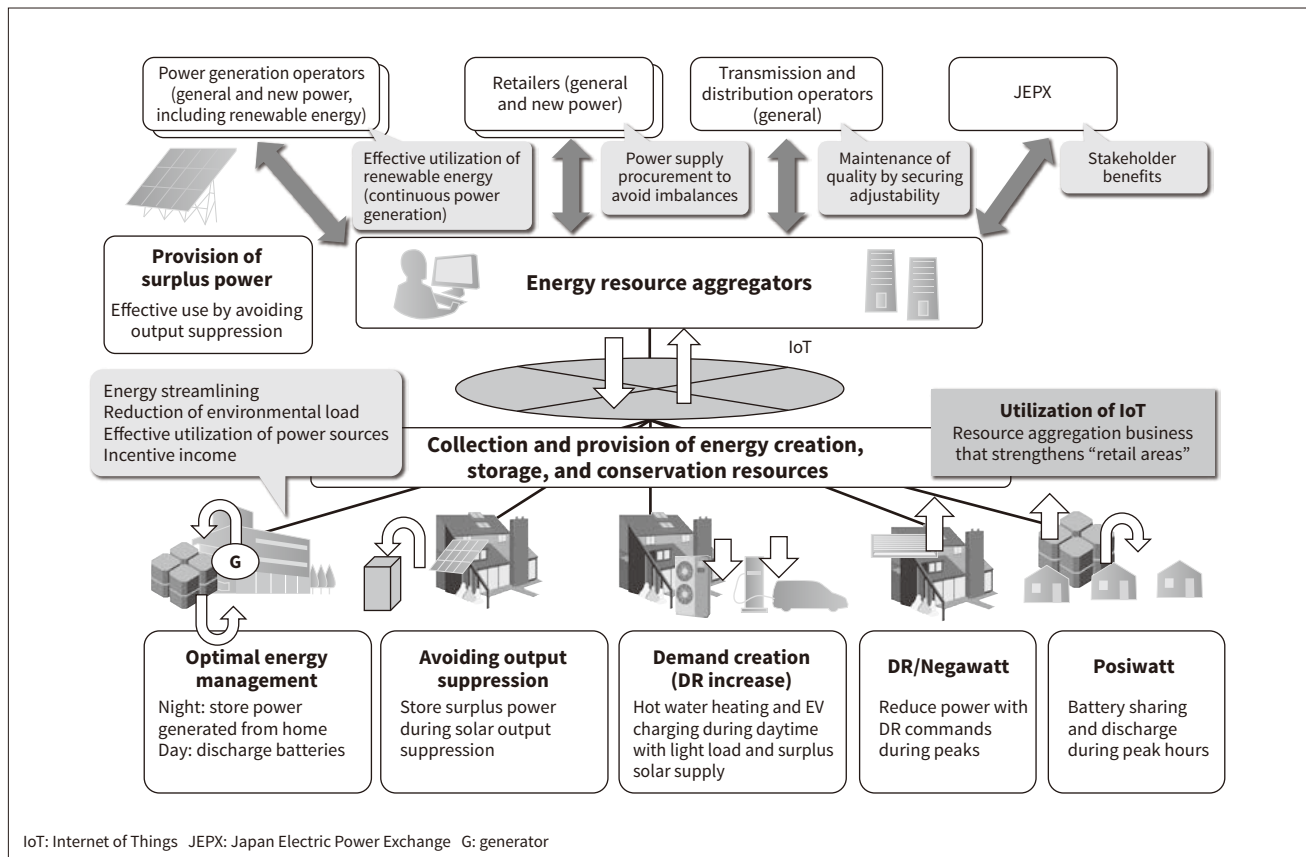 Power generation operators
(general and new power,
including renewable energy)
Retailers (general
and new power)
Transmission and
distribution operators
(general)
JEPX
Effective utilization of
renewable energy
(continuous power
generation)
Power supply
procurement to
avoid imbalances
Maintenance of
quality by securing
adjustability
Stakeholder
benefits
Provision of
surplus power
Effective use by avoiding
output suppression
Energy resource aggregators
IoT
Energy streamlining
Reduction of environmental load
Effective utilization of power sources
Incentive income
Collection and provision of energy creation,
storage, and conservation resources
Utilization of IoT
Resource aggregation business
that strengthens “retail areas”
G
Optimal energy
management
Night: store power
generated from home
Day: discharge batteries
Avoiding output
suppression
Store surplus power
during solar output
suppression
Demand creation
(DR increase)
Hot water heating and EV
charging during daytime
with light load and surplus
solar supply
DR/Negawatt
Reduce power with
DR commands
during peaks
Posiwatt
Battery sharing
and discharge
during peak hours
IoT: Internet of Things JEPX: Japan Electric Power Exchange G: generator